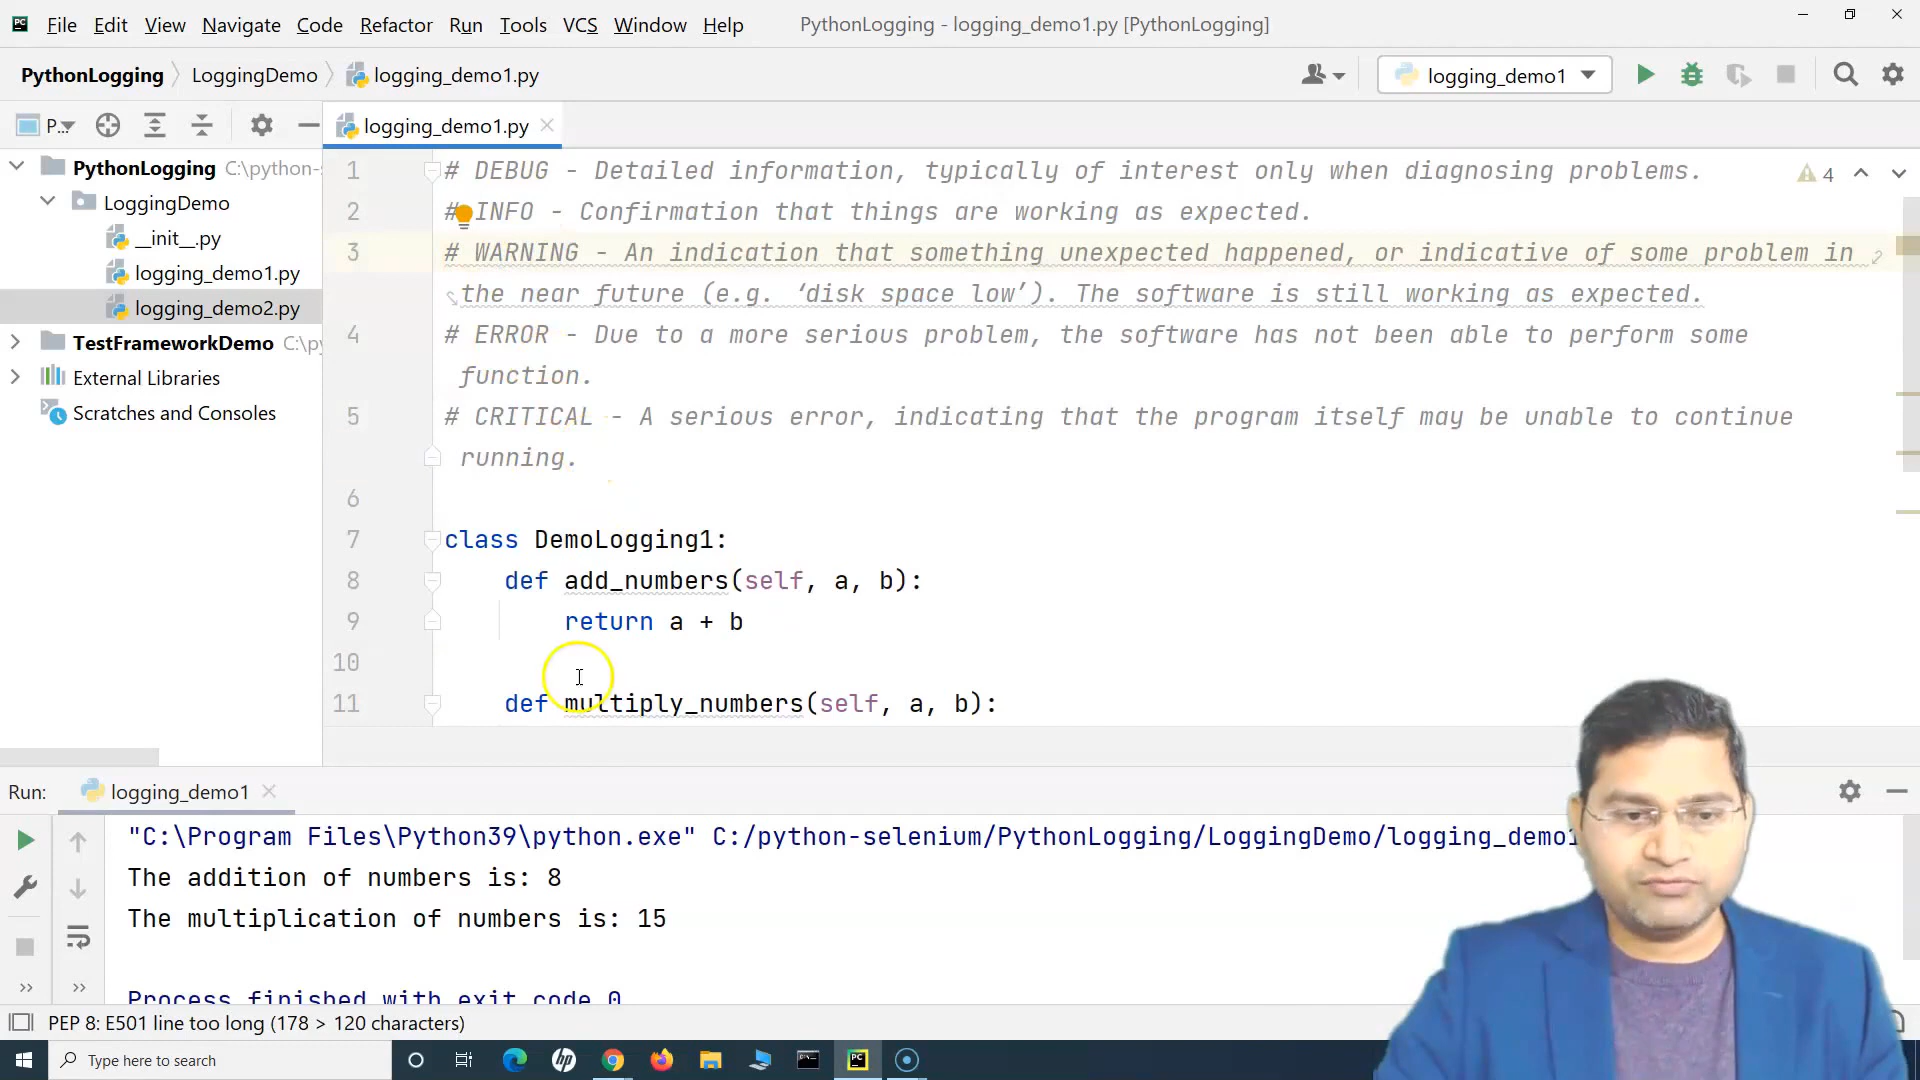 File Edit View Navigate Code Refactor Run Tools VCS Window Help PythonLogging - logging_demo1.py [PythonLogging]
PythonLogging LoggingDemo logging_demo1.py logging_demo1
P... logging_demo1.py
PythonLogging C:\python-s
LoggingDemo
__init__.py
logging_demo1.py
logging_demo2.py
TestFrameworkDemo C:\py
External Libraries
Scratches and Consoles
4
1 # DEBUG - Detailed information, typically of interest only when diagnosing problems.
2 # INFO - Confirmation that things are working as expected.
3 # WARNING - An indication that something unexpected happened, or indicative of some problem in
the near future (e.g. ‘disk space low’). The software is still working as expected.
4 # ERROR - Due to a more serious problem, the software has not been able to perform some
function.
5 # CRITICAL - A serious error, indicating that the program itself may be unable to continue
running.
6
7 class DemoLogging1:
8 def add_numbers(self, a, b):
9 return a + b
10
11 def multiply_numbers(self, a, b):
Run: logging_demo1
"C:\Program Files\Python39\python.exe" C:/python-selenium/PythonLogging/LoggingDemo/logging_demo1
The addition of numbers is: 8
The multiplication of numbers is: 15
Process finished with exit code 0
PEP 8: E501 line too long (178 > 120 characters)
Type here to search